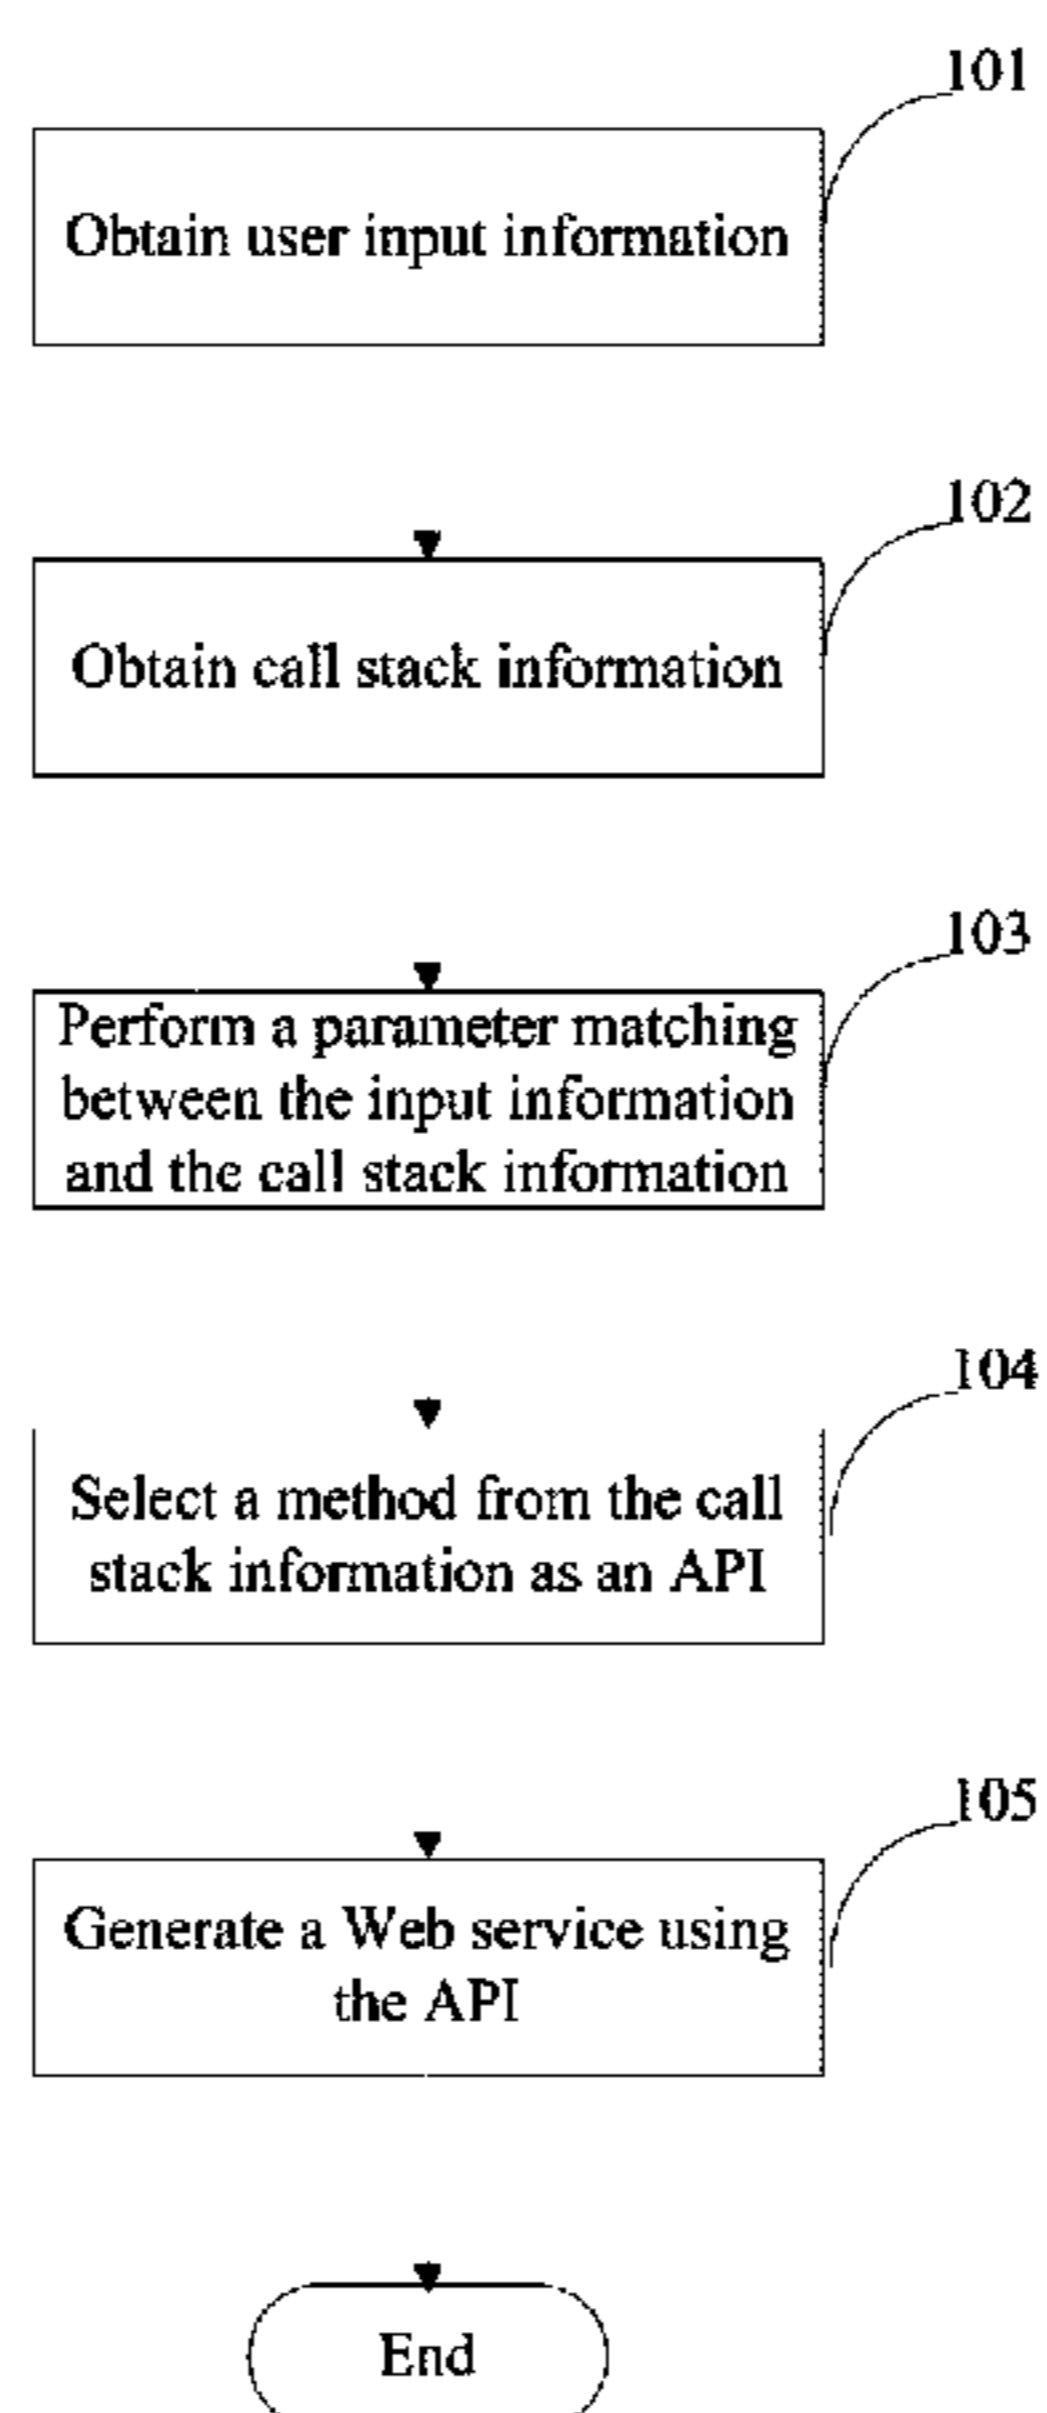 101
Obtain user input information
102
Obtain call stack information
103
Perform a parameter matching
between the input information
and the call stack information
104
Select a method from the call
stack information as an API
105
Generate a Web service using
the API
End